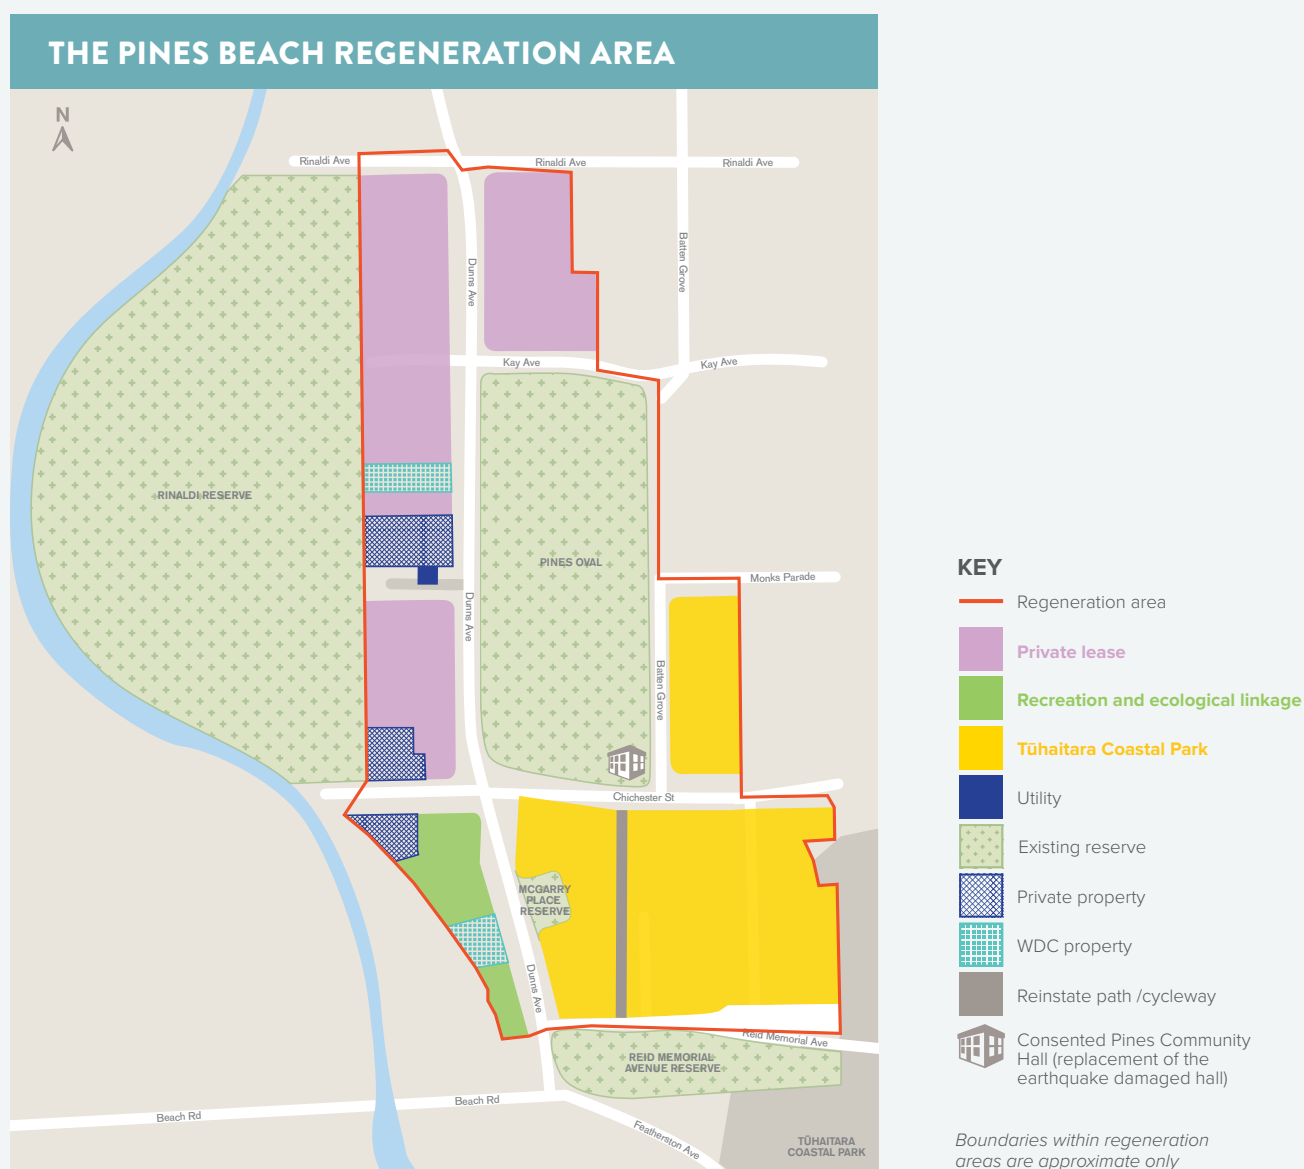 THE PINES BEACH REGENERATION AREA
N
Rinaldi Ave
Rinaldi Ave
Rinaldi Ave
Batten Grove
Dunns Ave
Kay Ave
Kay Ave
RINALDI RESERVE
PINES OVAL
Monks Parade
Dunns Ave
Batten Grove
Chichester St
MCGARRY
PLACE
RESERVE
Dunns Ave
Reid Memorial Ave
REID MEMORIAL
AVENUE RESERVE
Beach Rd
Beach Rd
Featherston Ave
TŪHAITARA
COASTAL PARK
KEY
Regeneration area
Private lease
Recreation and ecological linkage
Tūhaitara Coastal Park
Utility
Existing reserve
Private property
WDC property
Reinstate path /cycleway
Consented Pines Community
Hall (replacement of the
earthquake damaged hall)
Boundaries within regeneration
areas are approximate only